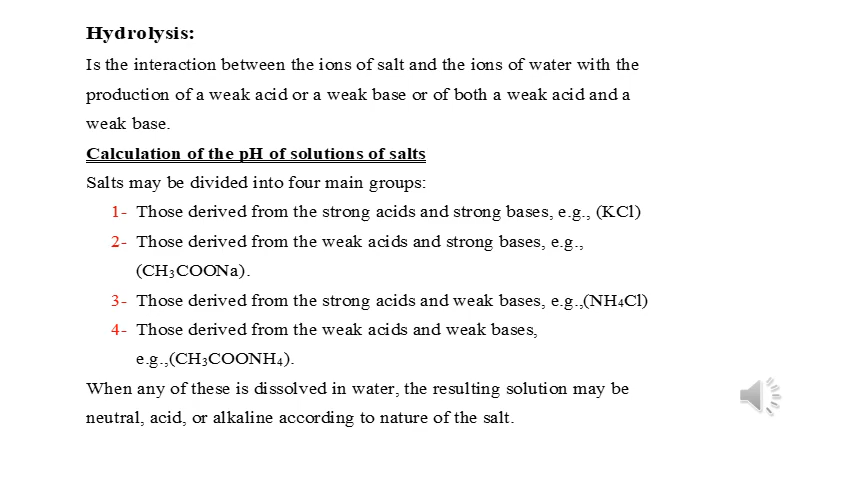 Hydrolysis:
Is the interaction between the ions of salt and the ions of water with the
production of a weak acid or a weak base or of both a weak acid and a
weak base.
Calculation of the pH of solutions of salts
Salts may be divided into four main groups:
1- Those derived from the strong acids and strong bases, e.g., (KCl)
2- Those derived from the weak acids and strong bases, e.g.,
(CH₃COONa).
3- Those derived from the strong acids and weak bases, e.g.,(NH₄Cl)
4- Those derived from the weak acids and weak bases,
e.g.,(CH₃COONH₄).
When any of these is dissolved in water, the resulting solution may be
neutral, acid, or alkaline according to nature of the salt.